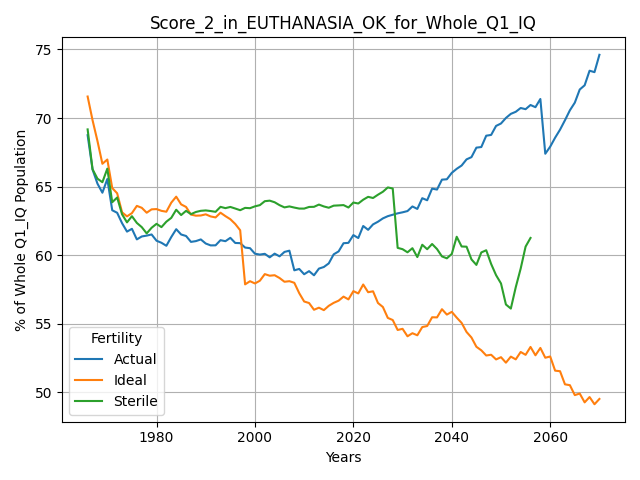 Score_2_in_EUTHANASIA_OK_for_Whole_Q1_IQ
% of Whole Q1_IQ Population
75
70
65
60
55
50
Fertility
Actual
Ideal
Sterile
1980
2000
2020
2040
2060
Years